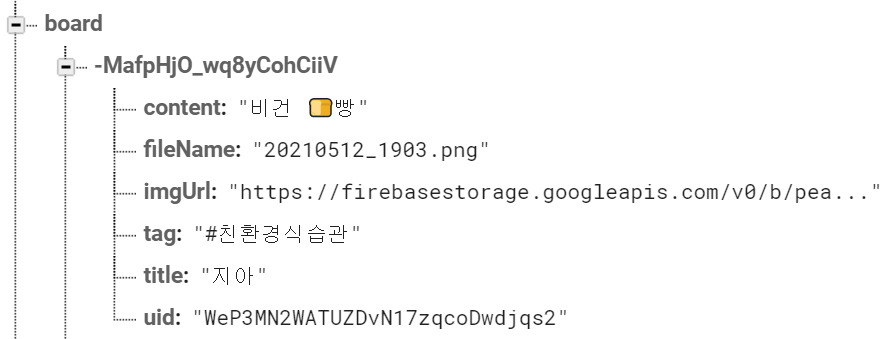 board
-MafpHjO_wq8yCohCiiV
content: "비건 🍞빵"
fileName: "20210512_1903.png"
imgUrl: "https://firebasestorage.googleapis.com/v0/b/pea..."
tag: "#친환경식습관"
title: "지아"
uid: "WeP3MN2WATUZDvN17zqcoDwdjqs2"